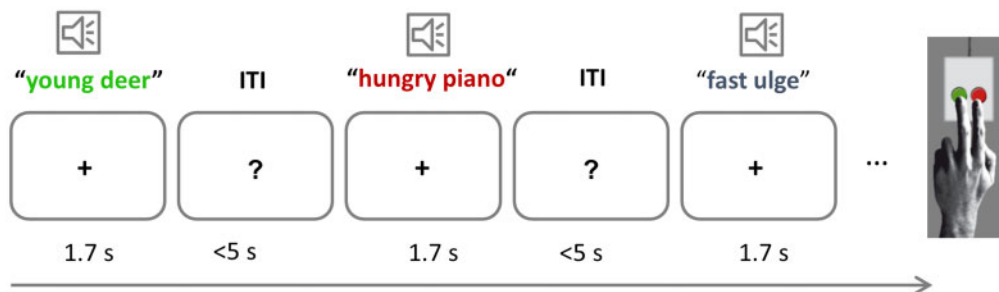 “young deer” ITI “hungry piano“ ITI “fast ulge”
+ ? + ? + ...
1.7 s <5 s 1.7 s <5 s 1.7 s